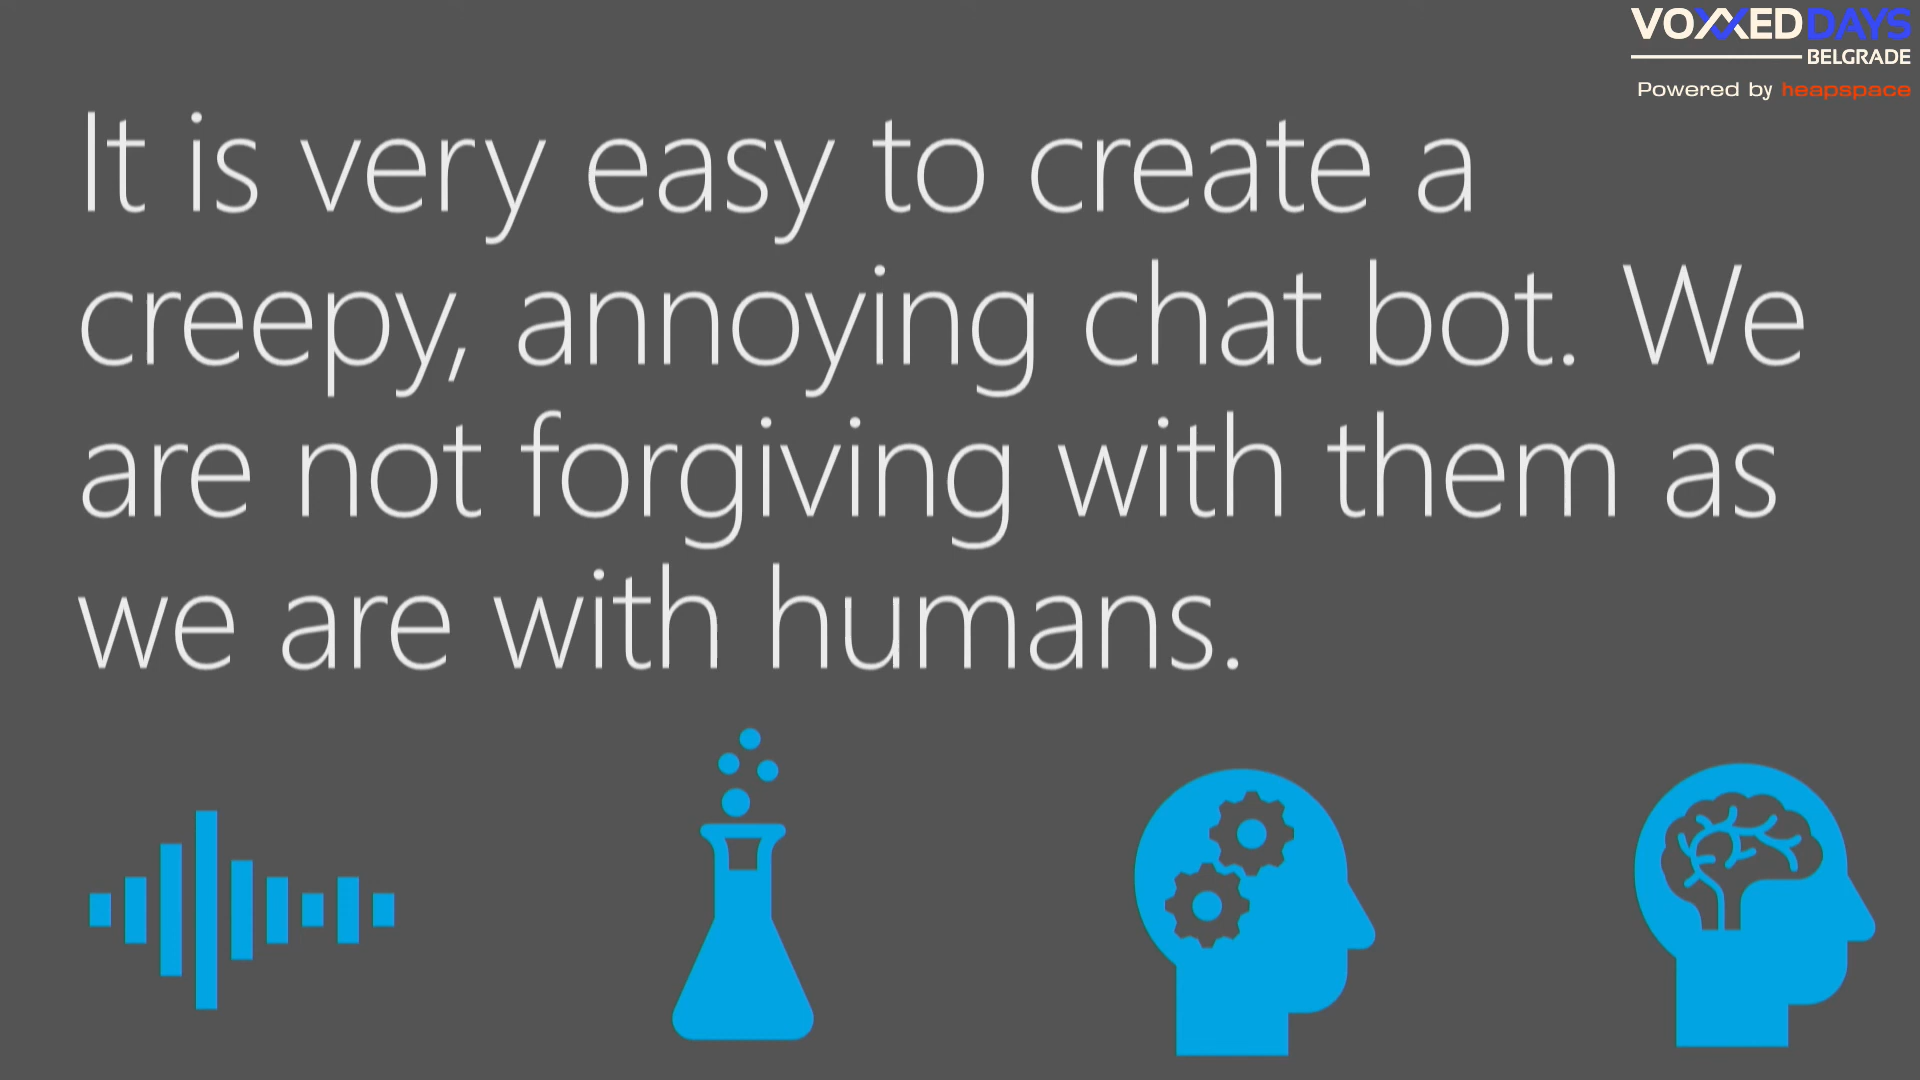 VOXXEDDAYS
BELGRADE
Powered by heapspace
It is very easy to create a
creepy, annoying chat bot. We
are not forgiving with them as
we are with humans.